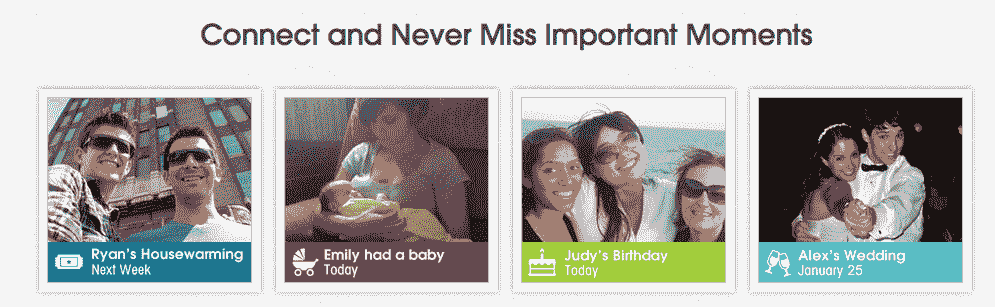 Connect and Never Miss Important Moments
Ryan's Housewarming
Next Week
Emily had a baby
Today
Judy's Birthday
Today
Alex's Wedding
January 25